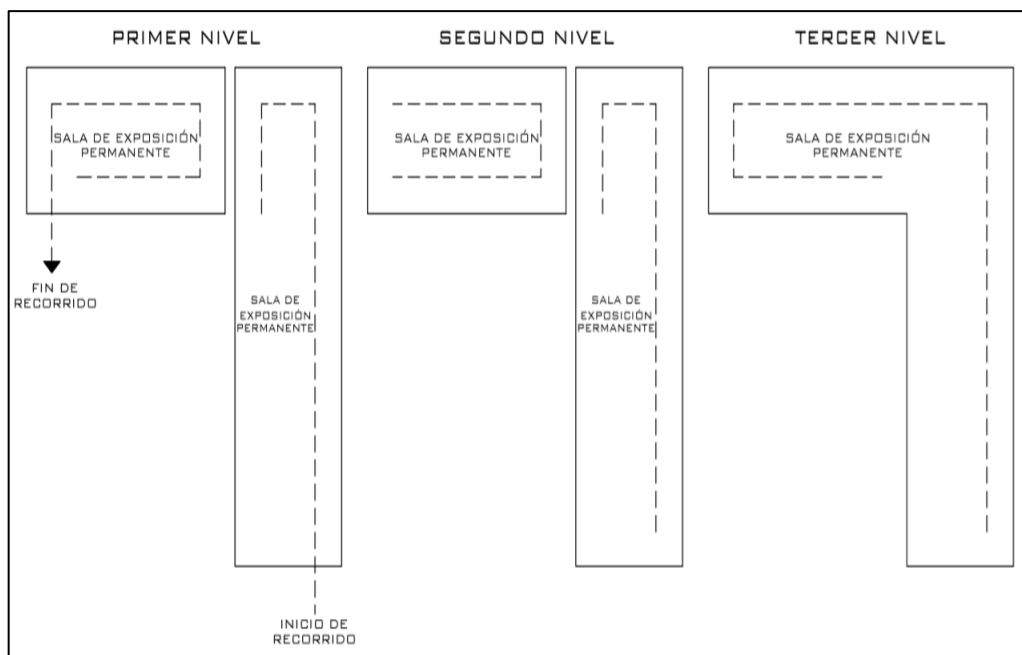 PRIMER NIVEL
SALA DE EXPOSICIÓN
PERMANENTE
FIN DE
RECORRIDO
SALA DE
EXPOSICIÓN
PERMANENTE
INICIO DE
RECORRIDO
SEGUNDO NIVEL
SALA DE EXPOSICIÓN
PERMANENTE
SALA DE
EXPOSICIÓN
PERMANENTE
TERCER NIVEL
SALA DE EXPOSICIÓN
PERMANENTE